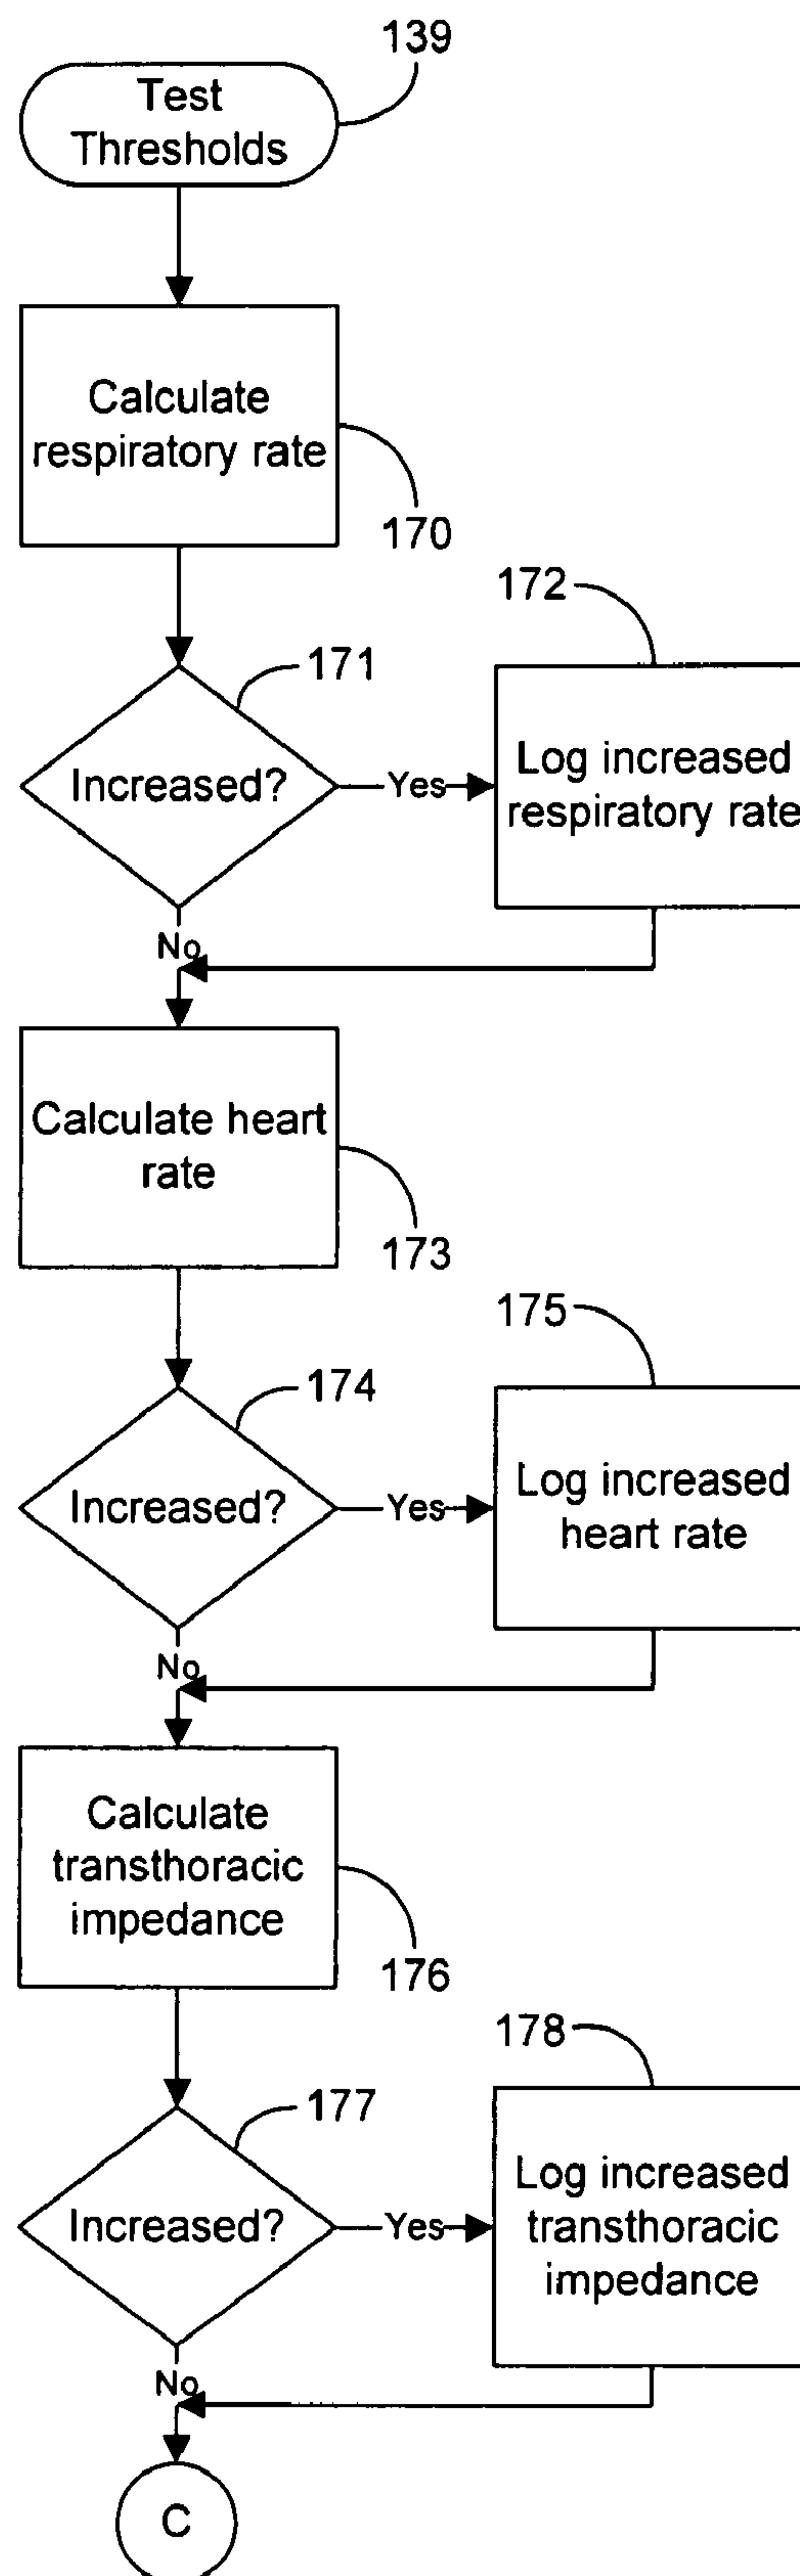 139
Test
Thresholds
Calculate
respiratory rate
170
171
172
Increased?
Yes
Log increased
respiratory rate
No
Calculate heart
rate
173
174
175
Increased?
Yes
Log increased
heart rate
No
Calculate
transthoracic
impedance
176
177
178
Increased?
Yes
Log increased
transthoracic
impedance
No
C